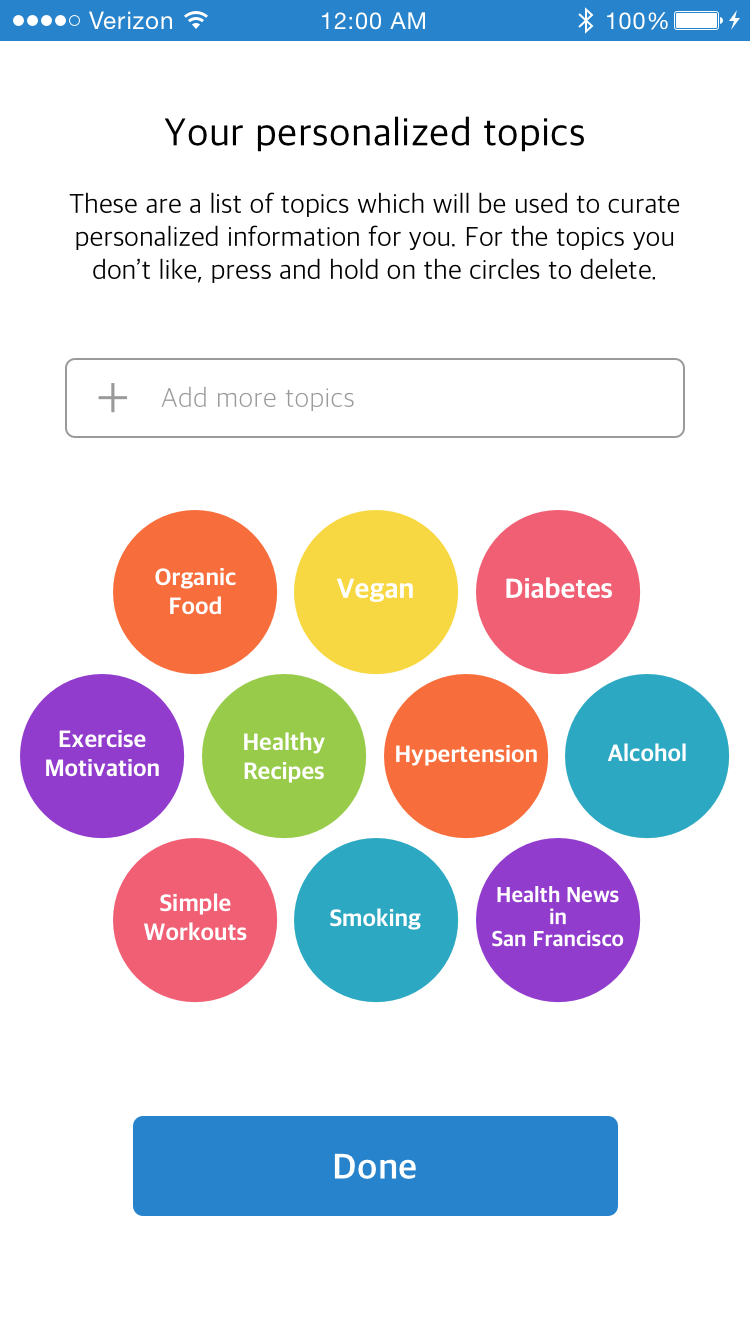 Verizon 12:00 AM 100%
Your personalized topics
These are a list of topics which will be used to curate
personalized information for you. For the topics you
don’t like, press and hold on the circles to delete.
Add more topics
Organic
Food
Vegan
Diabetes
Exercise
Motivation
Healthy
Recipes
Hypertension
Alcohol
Simple
Workouts
Smoking
Health News
in
San Francisco
Done